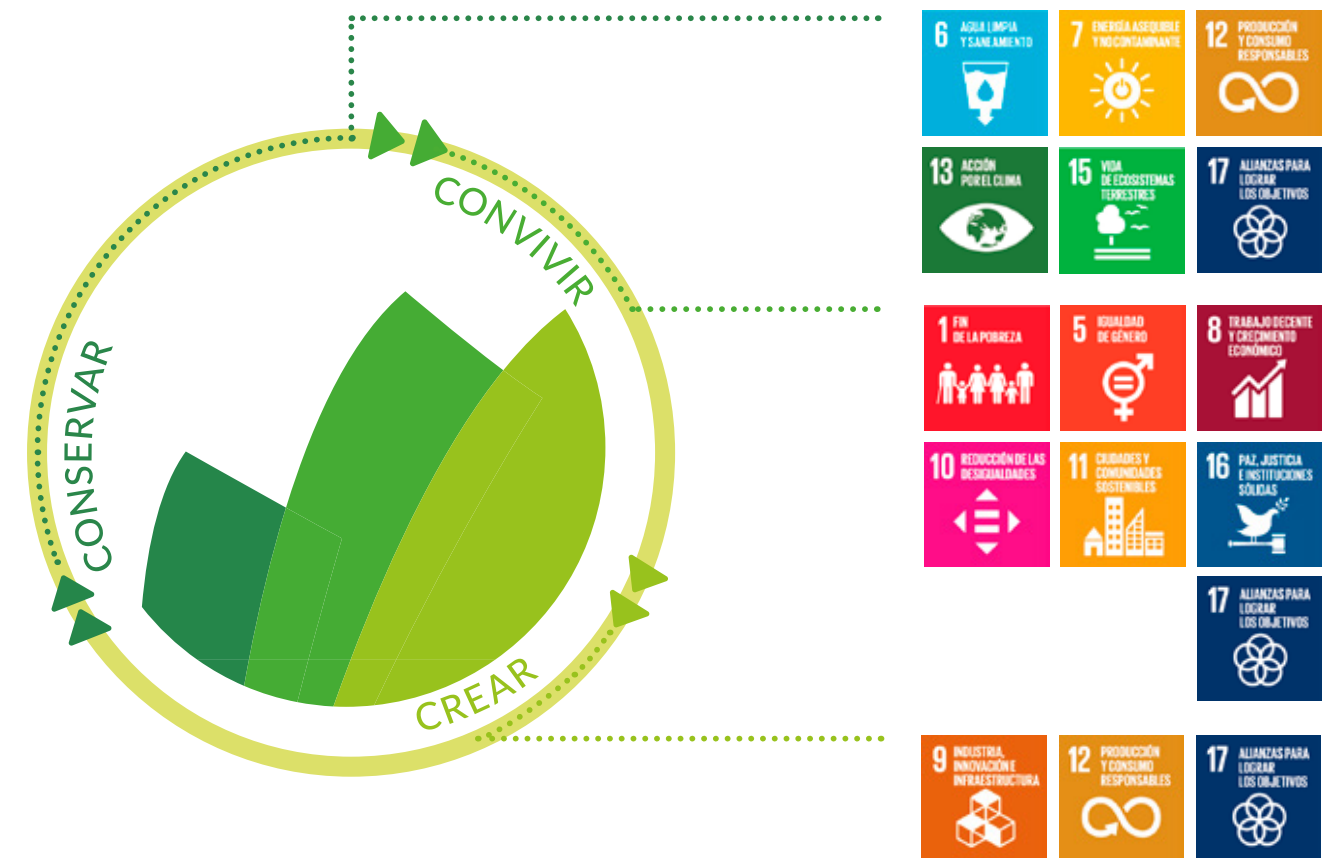 CONSERVAR
CONVIVIR
CREAR
6 AGUA LIMPIA
Y SANEAMIENTO
7 ENERGÍA ASEQUIBLE
Y NO CONTAMINANTE
12 PRODUCCIÓN
Y CONSUMO
RESPONSABLES
13 ACCIÓN
POR EL CLIMA
15 VIDA
DE ECOSISTEMAS
TERRESTRES
17 ALIANZAS PARA
LOGRAR
LOS OBJETIVOS
1 FIN
DE LA POBREZA
5 IGUALDAD
DE GÉNERO
8 TRABAJO DECENTE
Y CRECIMIENTO
ECONÓMICO
10 REDUCCIÓN DE LAS
DESIGUALDADES
11 CIUDADES Y
COMUNIDADES
SOSTENIBLES
16 PAZ, JUSTICIA
E INSTITUCIONES
SÓLIDAS
17 ALIANZAS PARA
LOGRAR
LOS OBJETIVOS
9 INDUSTRIA,
INNOVACIÓN E
INFRAESTRUCTURA
12 PRODUCCIÓN
Y CONSUMO
RESPONSABLES
17 ALIANZAS PARA
LOGRAR
LOS OBJETIVOS